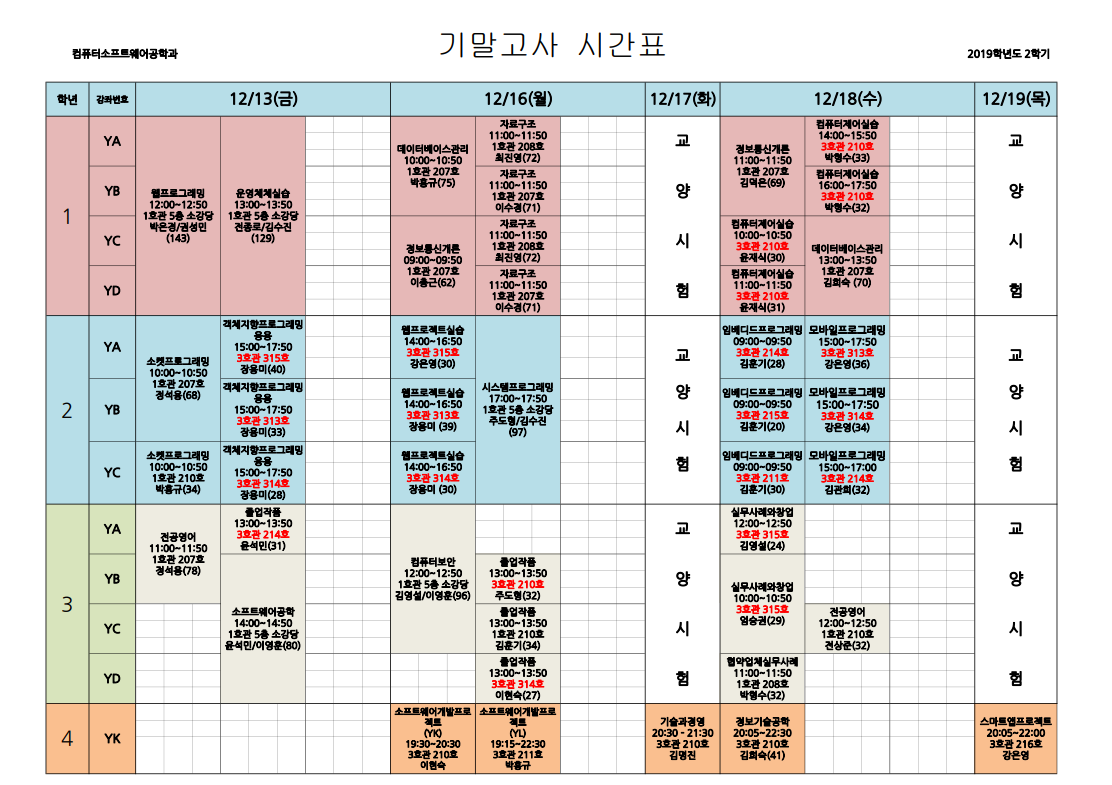 컴퓨터소프트웨어공학과
기말고사 시간표
2019학년도 2학기
학년 강좌번호 12/13(금) 12/16(월) 12/17(화) 12/18(수) 12/19(목)
1
YA
YB
YC
YD
웹프로그래밍
12:00~12:50
1호관 5층 소강당
박은경/권성민
(143)
운영체제실습
13:00~13:50
1호관 5층 소강당
전종로/김수진
(129)
데이터베이스관리
10:00~10:50
1호관 207호
박흥규(75)
정보통신개론
09:00~09:50
1호관 207호
이총근(62)
자료구조
11:00~11:50
1호관 208호
최진영(72)
자료구조
11:00~11:50
1호관 207호
이수경(71)
자료구조
11:00~11:50
1호관 208호
최진영(72)
자료구조
11:00~11:50
1호관 207호
이수경(71)
교
양
시
험
정보통신개론
11:00~11:50
1호관 207호
김덕은(69)
컴퓨터제어실습
10:00~10:50
3호관 210호
윤재식(30)
컴퓨터제어실습
11:00~11:50
3호관 210호
윤재식(31)
컴퓨터제어실습
14:00~15:50
3호관 210호
박형수(33)
컴퓨터제어실습
16:00~17:50
3호관 210호
박형수(32)
데이터베이스관리
13:00~13:50
1호관 207호
김희숙 (70)
교
양
시
험
2
YA
YB
YC
소켓프로그래밍
10:00~10:50
1호관 207호
정석용(68)
소켓프로그래밍
10:00~10:50
1호관 210호
박흥규(34)
객체지향프로그래밍
응용
15:00~17:50
3호관 315호
장용미(40)
객체지향프로그래밍
응용
15:00~17:50
3호관 313호
장용미(33)
객체지향프로그래밍
응용
15:00~17:50
3호관 314호
장용미(28)
웹프로젝트실습
14:00~16:50
3호관 315호
강은영(30)
웹프로젝트실습
14:00~16:50
3호관 313호
장용미 (39)
웹프로젝트실습
14:00~16:50
3호관 314호
장용미 (30)
시스템프로그래밍
17:00~17:50
1호관 5층 소강당
주도형/김수진
(97)
교
양
시
험
임베디드프로그래밍
09:00~09:50
3호관 214호
김훈기(28)
임베디드프로그래밍
09:00~09:50
3호관 215호
김훈기(20)
임베디드프로그래밍
09:00~09:50
3호관 211호
김훈기(30)
모바일프로그래밍
15:00~17:50
3호관 313호
강은영(36)
모바일프로그래밍
15:00~17:50
3호관 314호
강은영(34)
모바일프로그래밍
15:00~17:00
3호관 214호
김관희(32)
교
양
시
험
3
YA
YB
YC
YD
전공영어
11:00~11:50
1호관 207호
정석용(78)
졸업작품
13:00~13:50
3호관 214호
윤석민(31)
소프트웨어공학
14:00~14:50
1호관 5층 소강당
윤석민/이영훈(80)
컴퓨터보안
12:00~12:50
1호관 5층 소강당
김영설/이영훈(96)
졸업작품
13:00~13:50
3호관 210호
주도형(32)
졸업작품
13:00~13:50
1호관 210호
김훈기(34)
졸업작품
13:00~13:50
3호관 314호
이현숙(27)
교
양
시
험
실무사례와창업
12:00~12:50
3호관 315호
김영설(24)
실무사례와창업
10:00~10:50
3호관 315호
엄승권(29)
협약업체실무사례
11:00~11:50
1호관 208호
박형수(32)
전공영어
12:00~12:50
1호관 210호
전상준(32)
교
양
시
험
4
YK
소프트웨어개발프로
젝트
(YK)
19:30~20:30
3호관 210호
이현숙
소프트웨어개발프로
젝트
(YL)
19:15~22:30
3호관 211호
박흥규
기술과경영
20:30 - 21:30
3호관 210호
김명진
정보기술공학
20:05~22:30
3호관 210호
김희숙(41)
스마트앱프로젝트
20:05~22:00
3호관 216호
강은영